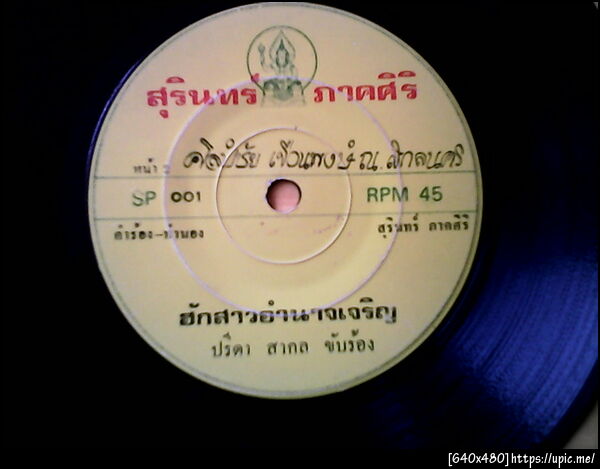 สุรินทร์ ภาคศิริ
หน้า
SP 001 RPM 45
คำร้อง-ทำนอง สุรินทร์ ภาคศิริ
ฮักสาวอำนาจเจริญ
ปรีดา สากล ขับร้อง
[640x480]https://upic.me/